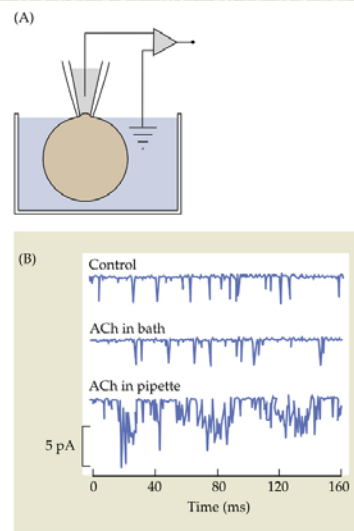 (A)
(B)
Control
ACh in bath
ACh in pipette
5 pA
0 40 80 120 160
Time (ms)